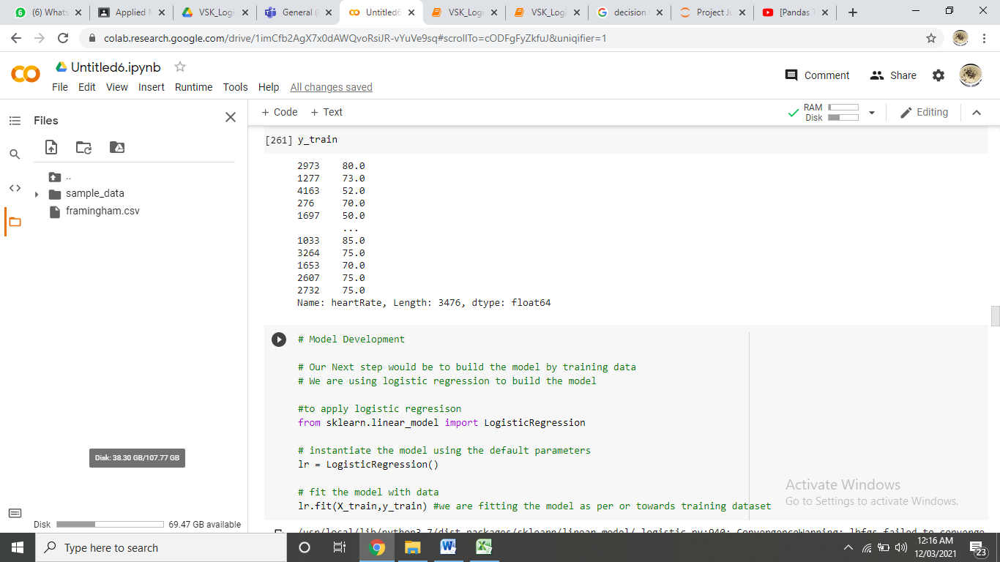 (6) Whats
Applied M
VSK_Logi
General (
Untitled6
VSK_Logi
VSK_Logi
decision
Project Ju
[Pandas T
colab.research.google.com/drive/1imCfb2AgX7x0dAWQvoRsiJR-vYuVe9sq#scrollTo=cODFgFyZkfuJ&uniqifier=1
Untitled6.ipynb
Comment
Share
File Edit View Insert Runtime Tools Help All changes saved
Files
+ Code + Text
RAM
Disk
Editing
[261] y_train
2973 80.0
1277 73.0
4163 52.0
276 70.0
1697 50.0
...
1033 85.0
3264 75.0
1653 70.0
2607 75.0
2732 75.0
Name: heartRate, Length: 3476, dtype: float64
..
sample_data
framingham.csv
# Model Development
# Our Next step would be to build the model by training data
# We are using logistic regression to build the model
#to apply logistic regresison
from sklearn.linear_model import LogisticRegression
# instantiate the model using the default parameters
lr = LogisticRegression()
# fit the model with data
lr.fit(X_train,y_train) #we are fitting the model as per or towards training dataset
/usr/local/lib/python3.7/dist-packages/sklearn/linear_model/_logistic.py:940: ConvergenceWarning: lbfgs failed to converge
Disk: 38.30 GB/107.77 GB
Disk 69.47 GB available
Activate Windows
Go to Settings to activate Windows.
Type here to search
12:16 AM
12/03/2021
23